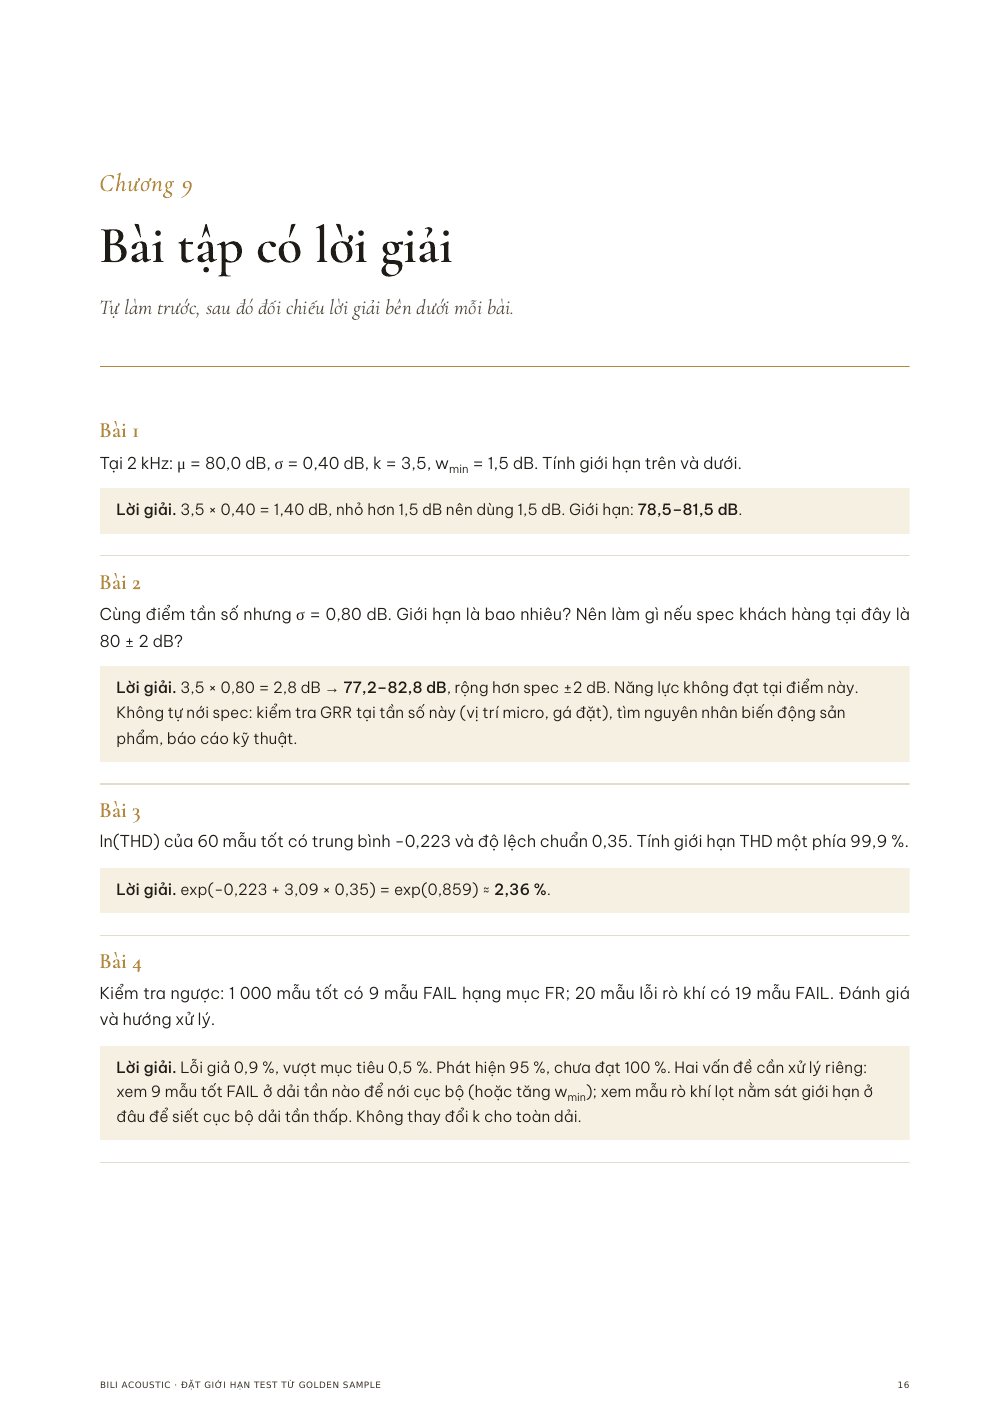 Chương 9
Bài tập có lời giải
Tự làm trước, sau đó đối chiếu lời giải bên dưới mỗi bài.
Bài 1
Tại 2 kHz: μ = 80,0 dB, σ = 0,40 dB, k = 3,5, wmin = 1,5 dB. Tính giới hạn trên và dưới.
Lời giải. 3,5 × 0,40 = 1,40 dB, nhỏ hơn 1,5 dB nên dùng 1,5 dB. Giới hạn: 78,5–81,5 dB.
Bài 2
Cùng điểm tần số nhưng σ = 0,80 dB. Giới hạn là bao nhiêu? Nên làm gì nếu spec khách hàng tại đây là
80 ± 2 dB?
Lời giải. 3,5 × 0,80 = 2,8 dB → 77,2–82,8 dB, rộng hơn spec ±2 dB. Năng lực không đạt tại điểm này.
Không tự nới spec: kiểm tra GRR tại tần số này (vị trí micro, gá đặt), tìm nguyên nhân biến động sản
phẩm, báo cáo kỹ thuật.
Bài 3
ln(THD) của 60 mẫu tốt có trung bình −0,223 và độ lệch chuẩn 0,35. Tính giới hạn THD một phía 99,9 %.
Lời giải. exp(−0,223 + 3,09 × 0,35) = exp(0,859) ≈ 2,36 %.
Bài 4
Kiểm tra ngược: 1 000 mẫu tốt có 9 mẫu FAIL hạng mục FR; 20 mẫu lỗi rò khí có 19 mẫu FAIL. Đánh giá
và hướng xử lý.
Lời giải. Lỗi giả 0,9 %, vượt mục tiêu 0,5 %. Phát hiện 95 %, chưa đạt 100 %. Hai vấn đề cần xử lý riêng:
xem 9 mẫu tốt FAIL ở dải tần nào để nới cục bộ (hoặc tăng wmin); xem mẫu rò khí lọt nằm sát giới hạn ở
đâu để siết cục bộ dải tần thấp. Không thay đổi k cho toàn dải.
BILI ACOUSTIC · ĐẶT GIỚI HẠN TEST TỪ GOLDEN SAMPLE
16